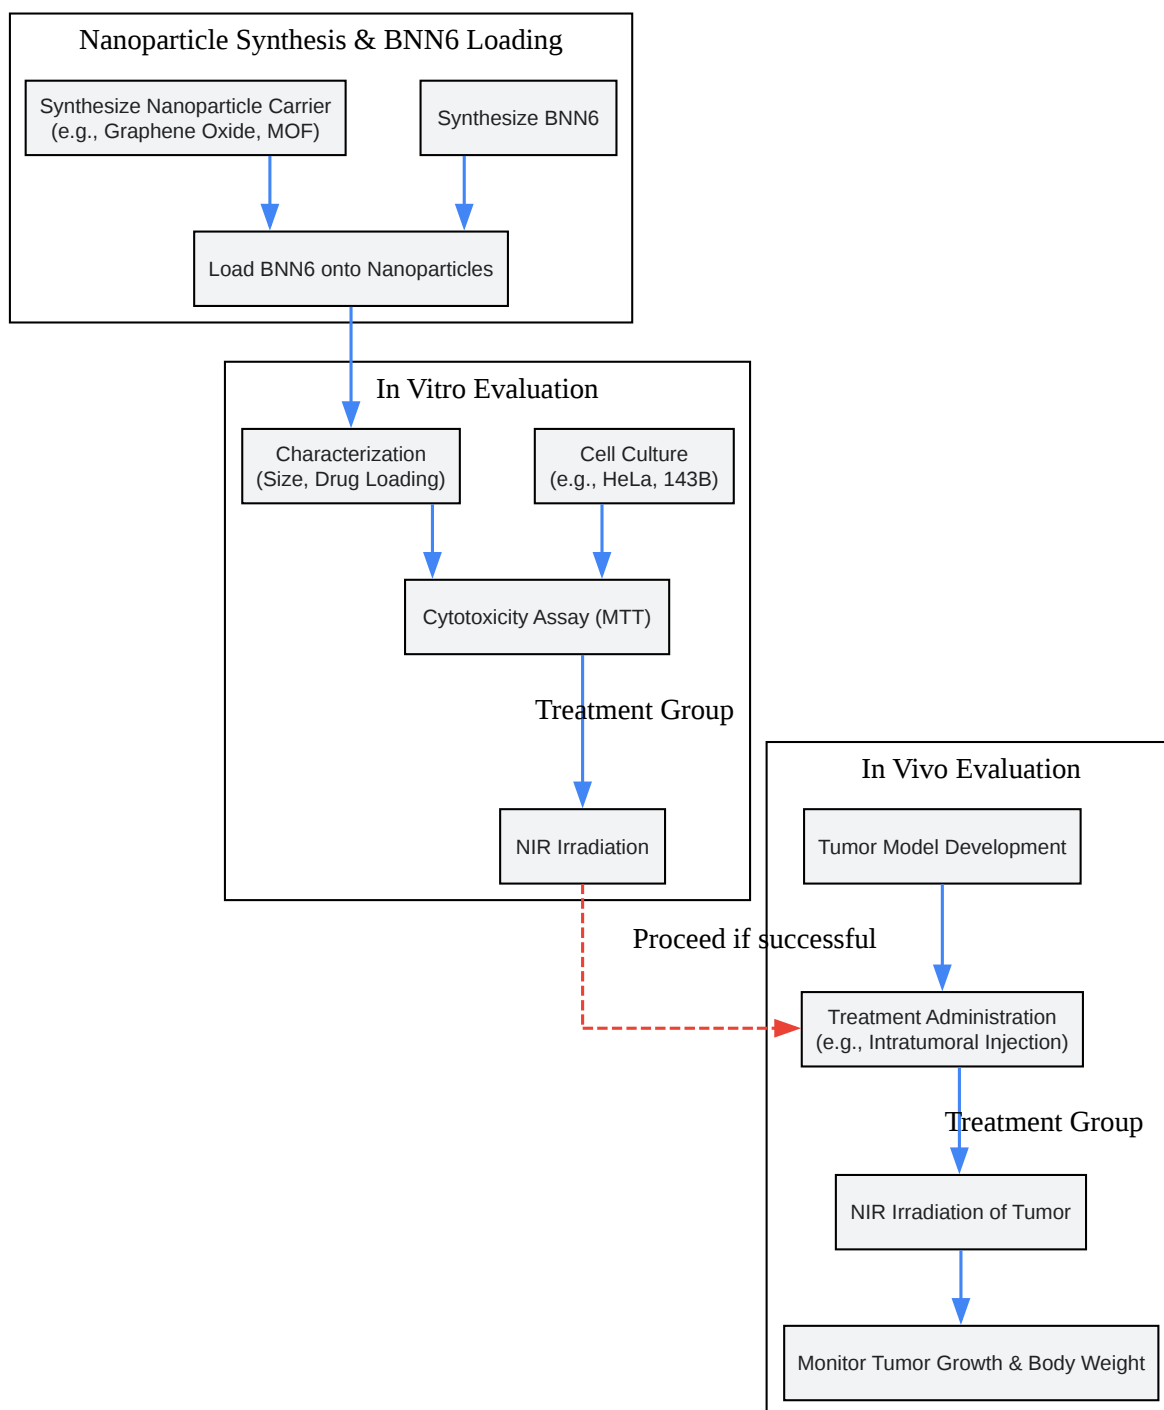 Nanoparticle Synthesis & BNN6 Loading
Synthesize Nanoparticle Carrier
(e.g., Graphene Oxide, MOF)
Synthesize BNN6
Load BNN6 onto Nanoparticles
In Vitro Evaluation
Characterization
(Size, Drug Loading)
Cell Culture
(e.g., HeLa, 143B)
Cytotoxicity Assay (MTT)
Treatment Group
NIR Irradiation
Proceed if successful
In Vivo Evaluation
Tumor Model Development
Treatment Administration
(e.g., Intratumoral Injection)
Treatment Group
NIR Irradiation of Tumor
Monitor Tumor Growth & Body Weight